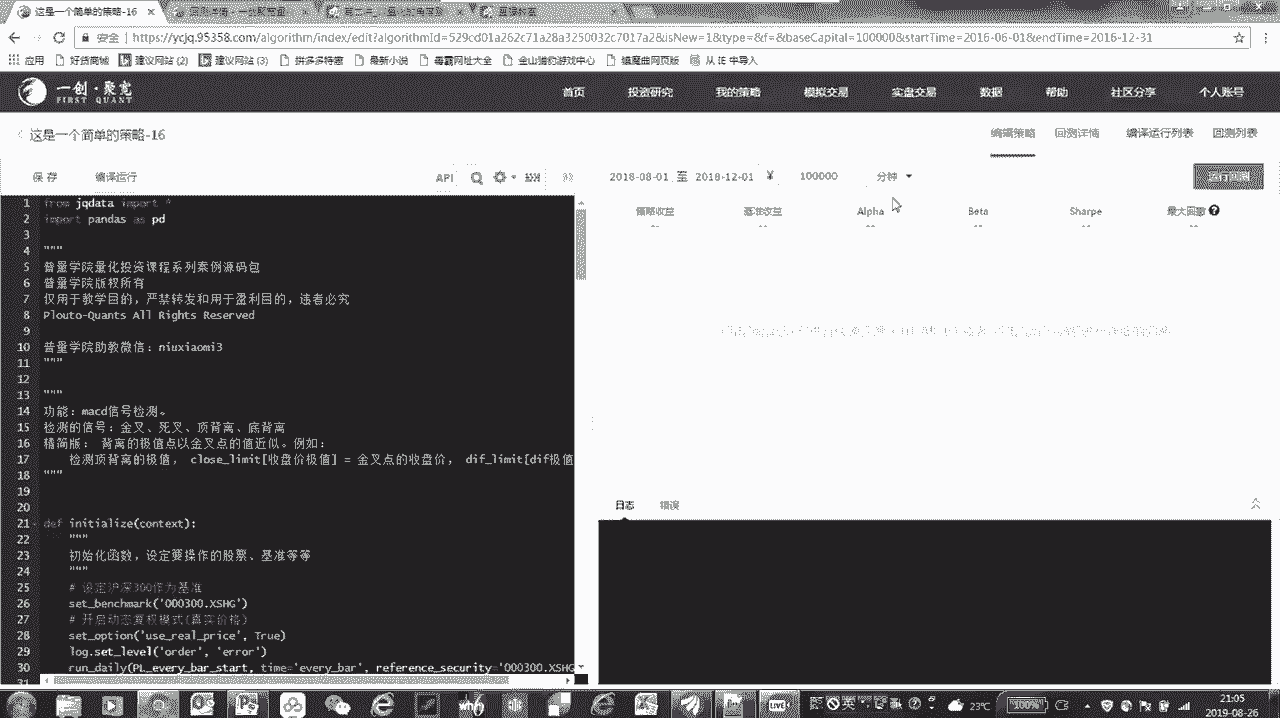 这是一个简单的策略-16
安全 | https://ycjq.95358.com/algorithm/index/edit?algorithmId=529cd01a262c71a28a3250032c7017a2&isNew=1&type=&f=&baseCapital=100000&startTime=2016-06-01&endTime=2016-12-31
应用 好货商城 建议网站 (2) 建议网站 (3) 拼多多特惠 最新小说 毒霸网址大全 金山猎豹游戏中心 镇魔曲网页版 从 IE 中导入
一创·聚宽
FIRST QUANT
首页 投资研究 我的策略 模拟交易 实盘交易 数据 帮助 社区分享 个人账号
这是一个简单的策略-16
编辑策略 回测详情 编译运行列表 回测列表
保存 编译运行 API
2018-08-01 至 2018-12-01 ¥ 100000 分钟
运行回测
策略收益 基准收益 Alpha Beta Sharpe 最大回撤
1 from jqdata import *
2 import pandas as pd
3
4 """
5 普量学院量化投资课程系列案例源码包
6 普量学院版权所有
7 仅用于教学目的，严禁转发和用于盈利目的，违者必究
8 Plouto-Quants All Rights Reserved
9
10 普量学院助教微信：niuxiaomi3
11 """
12
13 """
14 功能：macd信号检测。
15 检测的信号：金叉、死叉、顶背离、底背离
16 精简版： 背离的极值点以金叉点的值近似。例如：
17 检测顶背离的极值， close_limit[收盘价极值] = 金叉点的收盘价， dif_limit[dif极值
18 """
19
20
21 def initialize(context):
22 """
23 初始化函数，设定要操作的股票、基准等等
24 """
25 # 设定沪深300作为基准
26 set_benchmark('000300.XSHG')
27 # 开启动态复权模式(真实价格)
28 set_option('use_real_price', True)
29 log.set_level('order', 'error')
30 run_daily(PL_every_bar_start, time='every_bar', reference_security='000300.XSHG
日志 错误
23℃
100%
21:05
2019-08-26